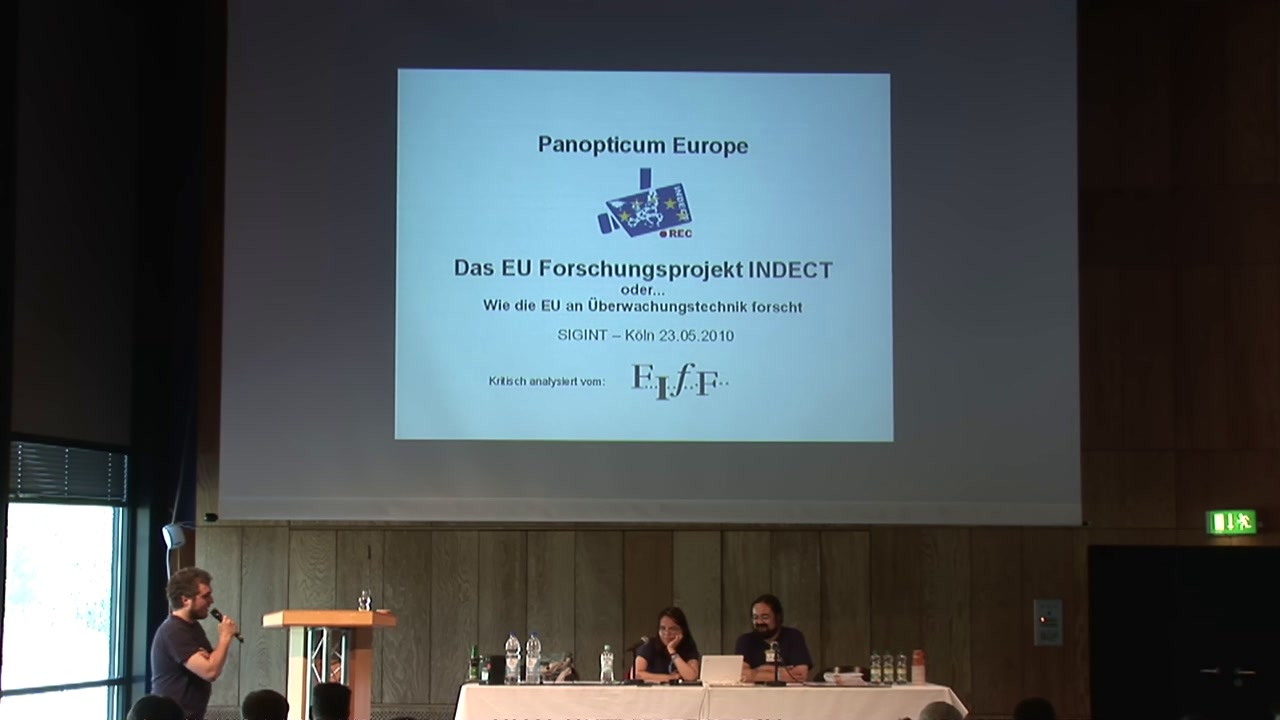 Panopticum Europe
INDECT
REC
Das EU Forschungsprojekt INDECT
oder...
Wie die EU an Überwachungstechnik forscht
SIGINT – Köln 23.05.2010
Kritisch analysiert vom:
F..I..f..F..